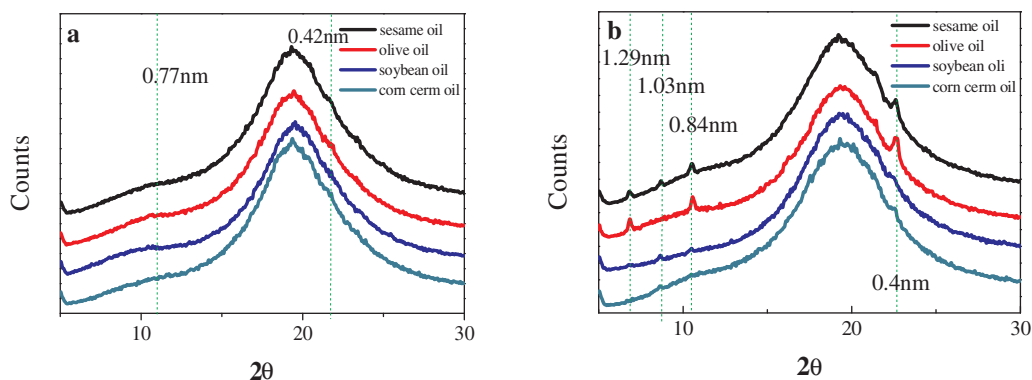 a
0.77nm
0.42nm
sesame oil
olive oil
soybean oil
corn cerm oil
Counts
10
20
30
2θ
b
1.29nm
1.03nm
0.84nm
0.4nm
sesame oil
olive oil
soybean oli
corn cerm oil
Counts
10
20
30
2θ